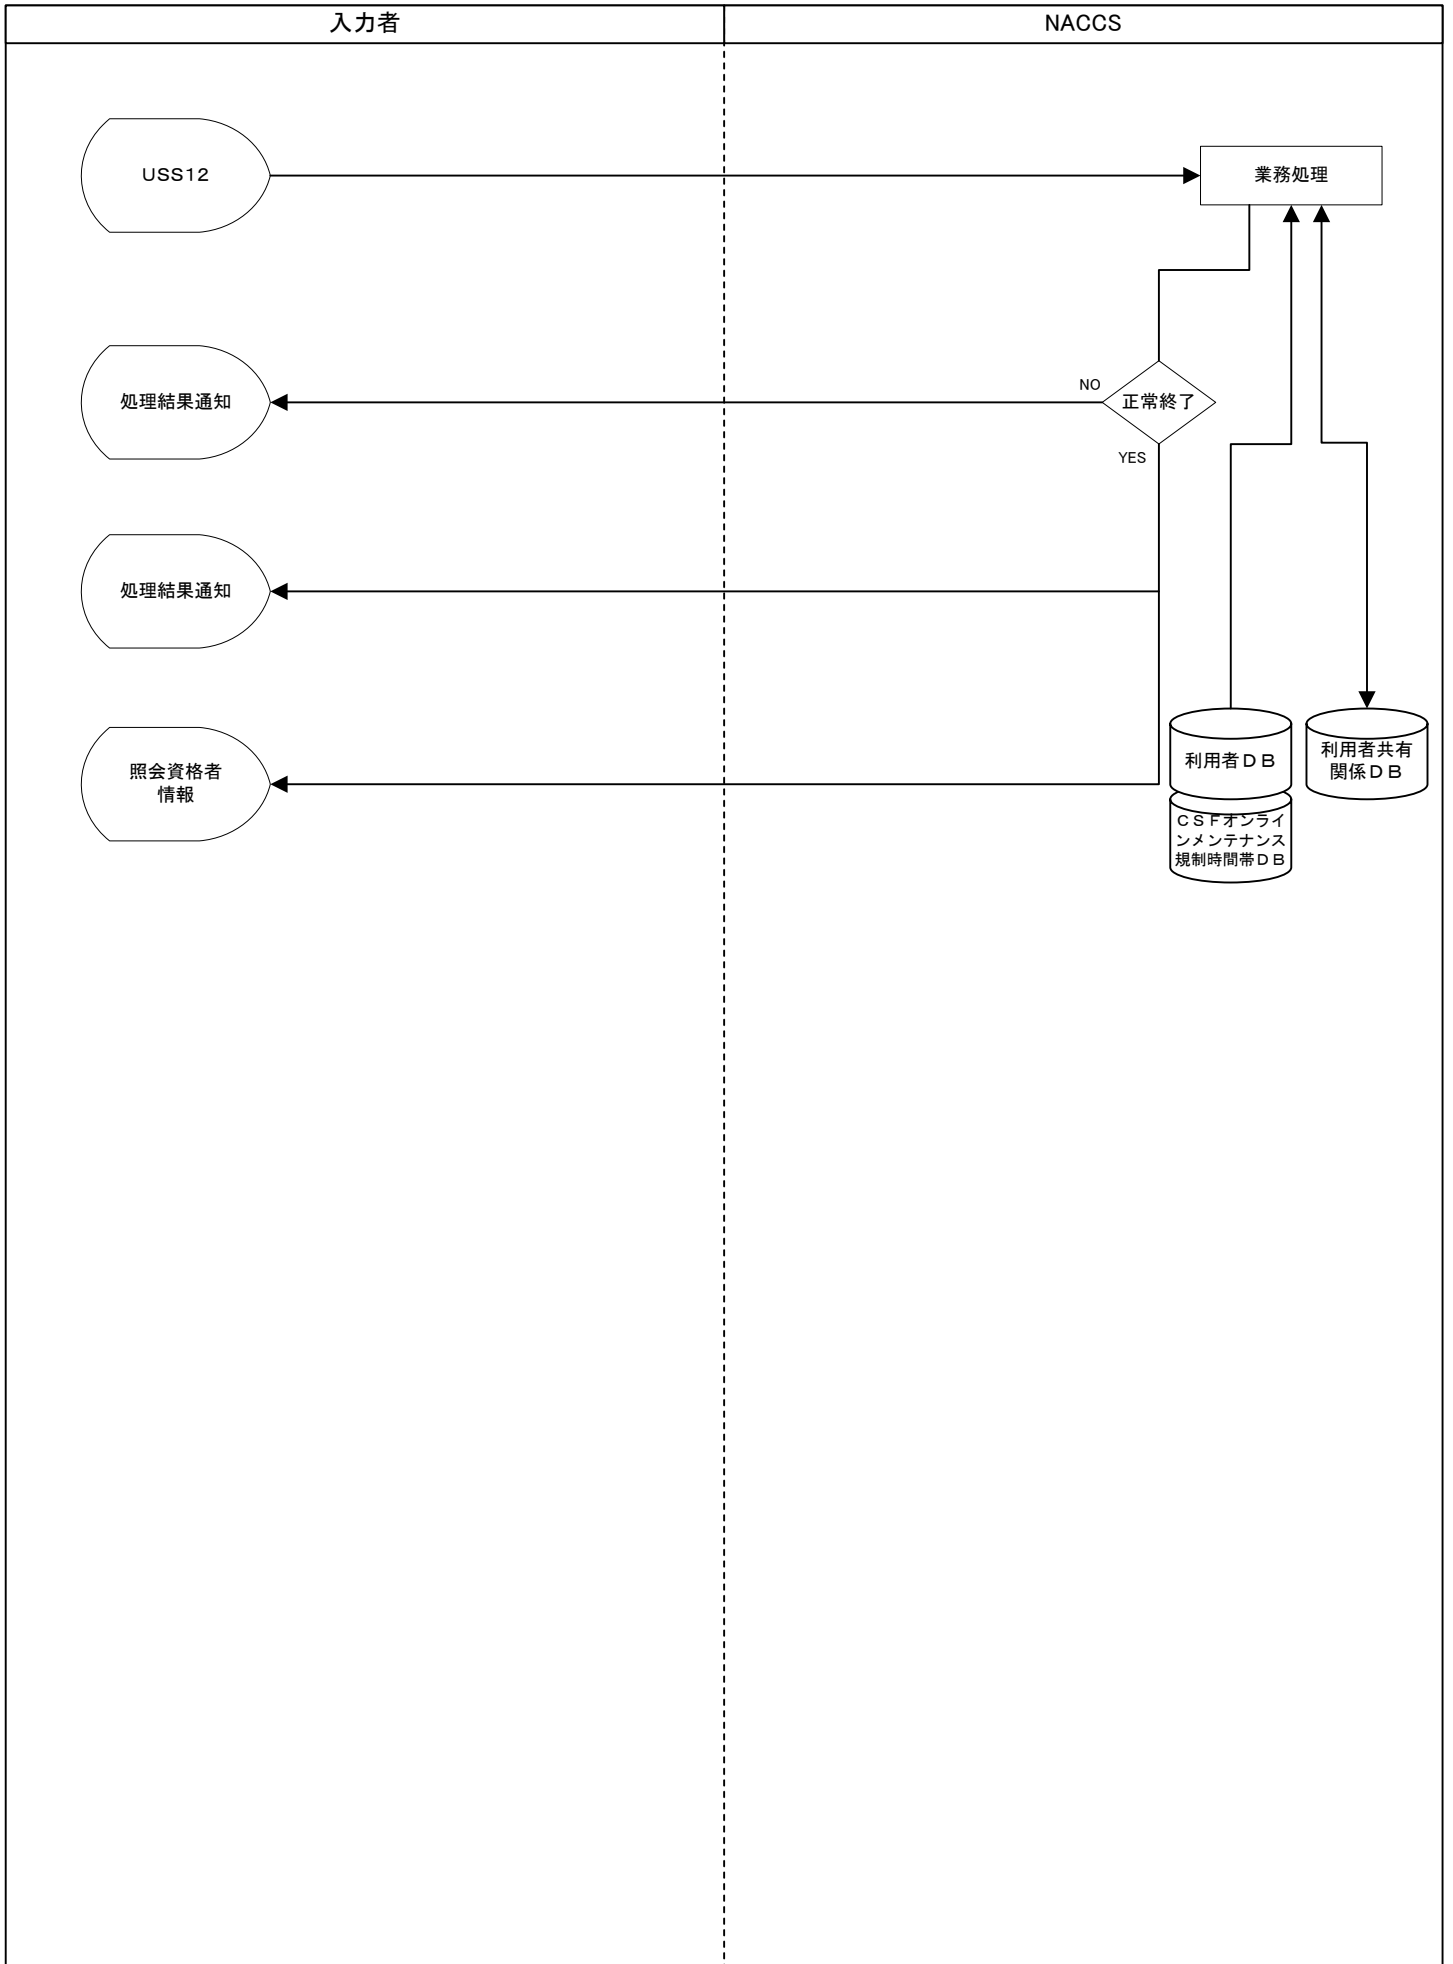 入力者
NACCS
USS12
業務処理
NO
正常終了
処理結果通知
YES
処理結果通知
照会資格者
情報
利用者DB
利用者共有
関係DB
CSFオンライ
ンメンテナンス
規制時間帯DB